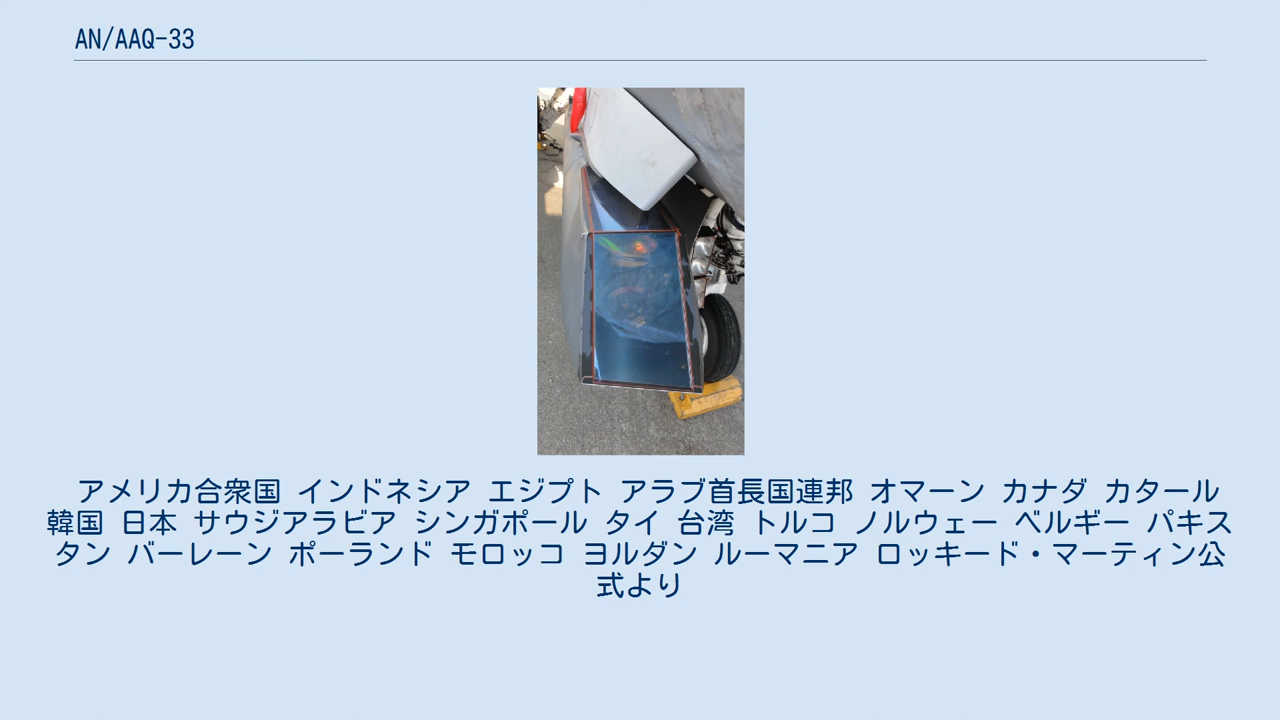 AN/AAQ-33
アメリカ合衆国 インドネシア エジプト アラブ首長国連邦 オマーン カナダ カタール
韓国 日本 サウジアラビア シンガポール タイ 台湾 トルコ ノルウェー ベルギー パキス
タン バーレーン ポーランド モロッコ ヨルダン ルーマニア ロッキード・マーティン公
式より